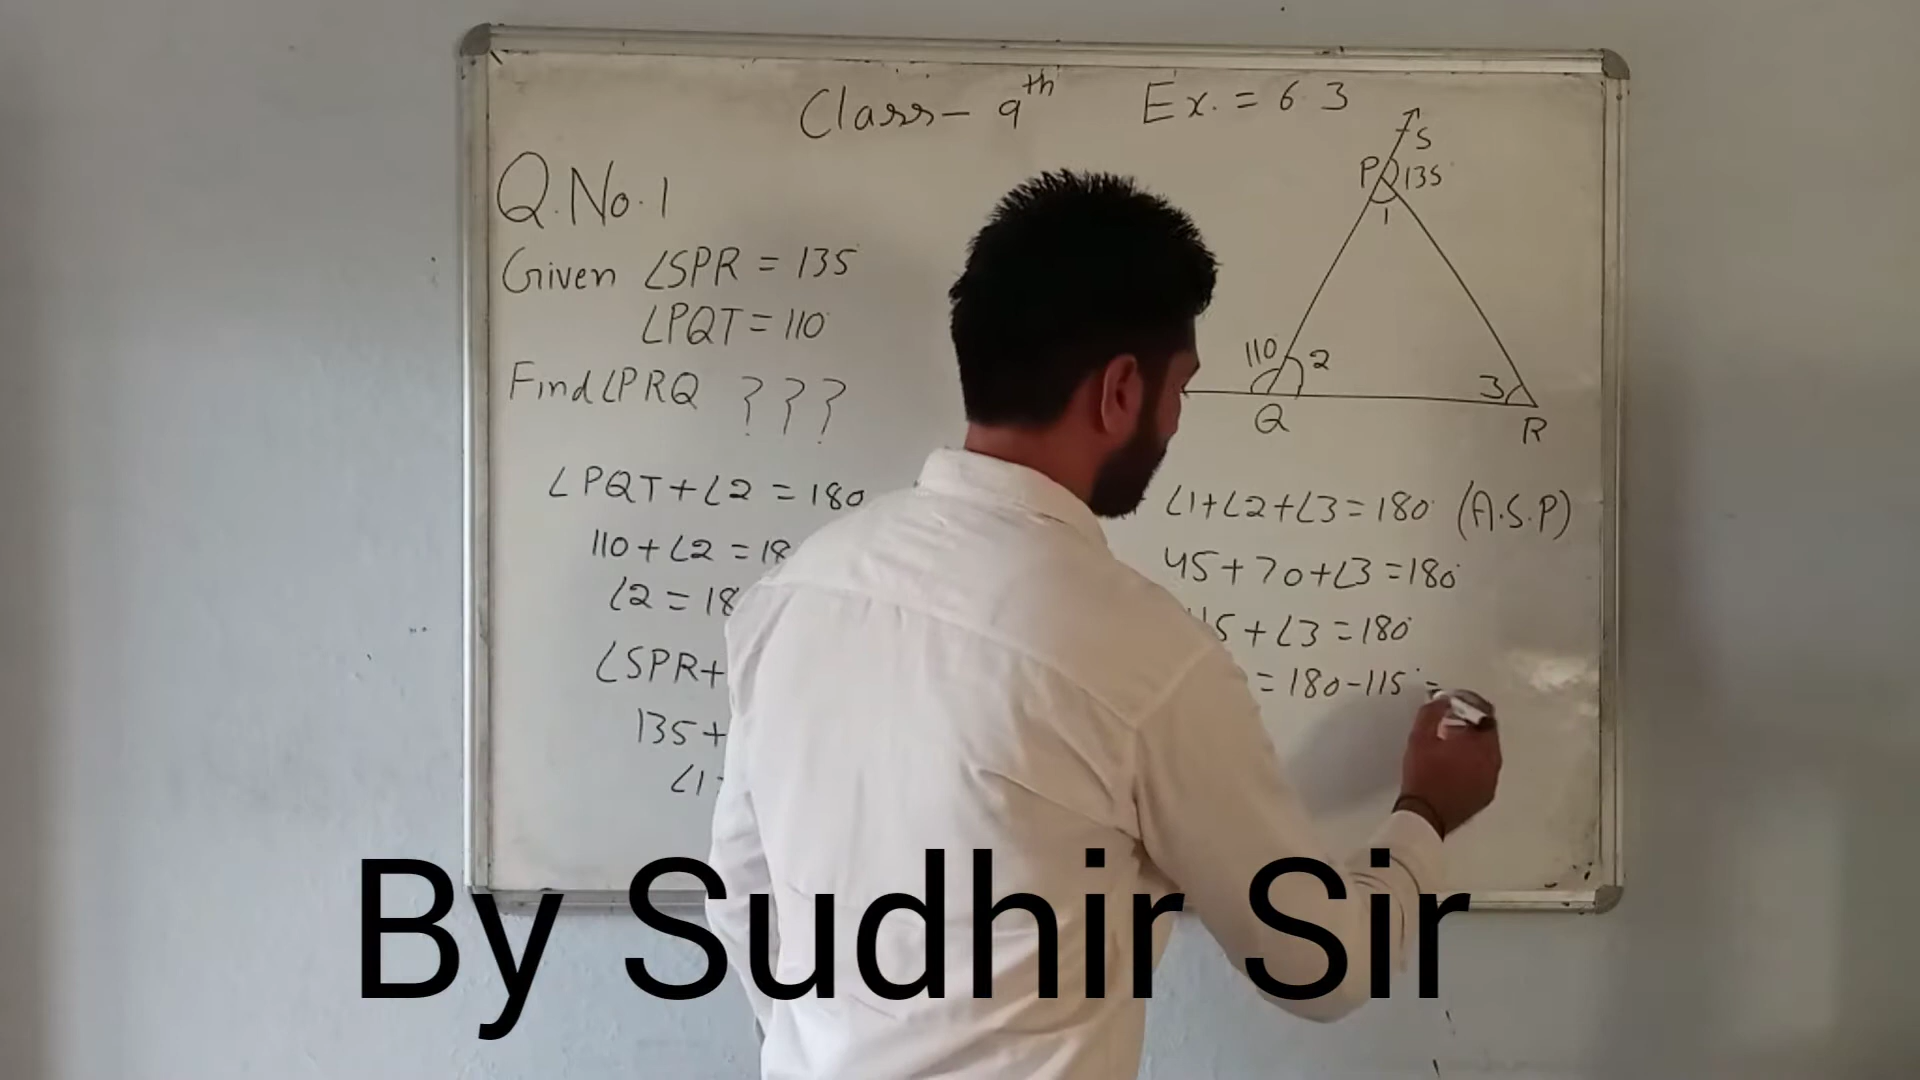 Class- 9th Ex. = 6.3
Q.No.1
Given ∠SPR = 135°
∠PQT = 110°
Find ∠PRQ ???
∠PQT + ∠2 = 180
110 + ∠2 = 18
∠2 = 18
∠SPR +
135 +
∠1
S
P 135°
1
110 2
3
Q
R
∠1+∠2+∠3 = 180° (A.S.P)
45+70+∠3 = 180°
5 + ∠3 = 180°
= 180-115° =
By Sudhir Sir